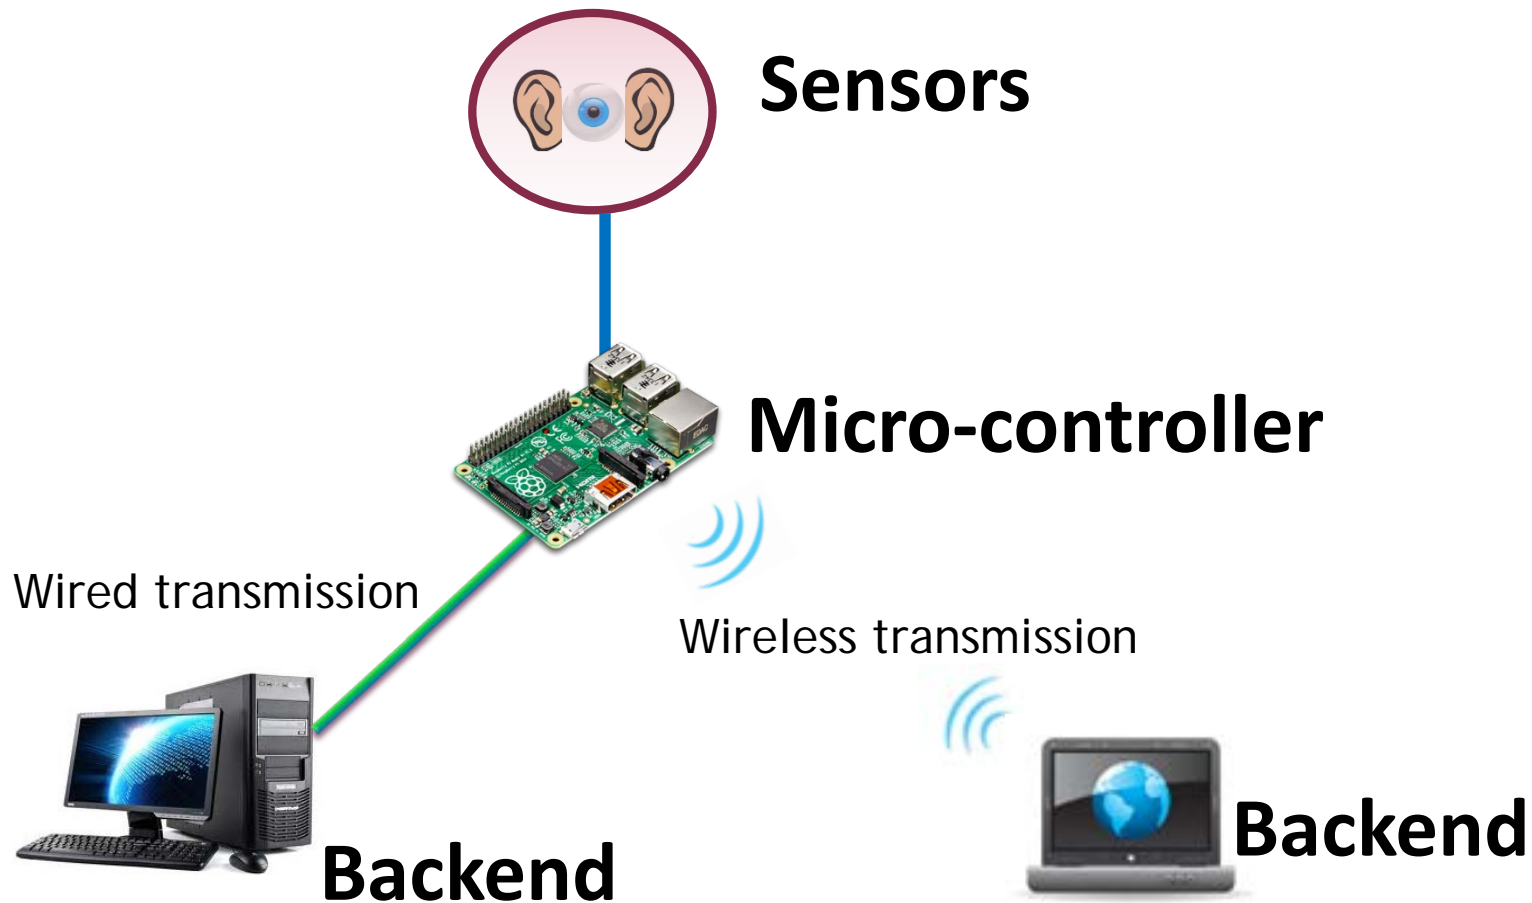 Sensors
Micro-controller
Wired transmission
Wireless transmission
Backend
Backend